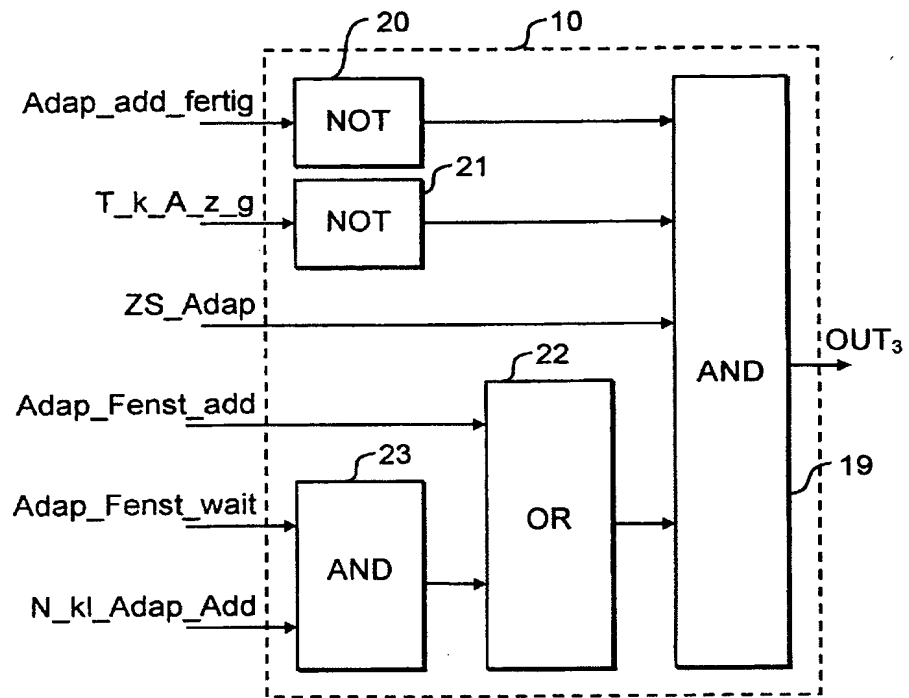 20
10
Adap_add_fertig
NOT
21
T_k_A_z_g
NOT
ZS_Adap
OUT₃
22
AND
Adap_Fenst_add
23
19
Adap_Fenst_wait
OR
AND
N_kl_Adap_Add